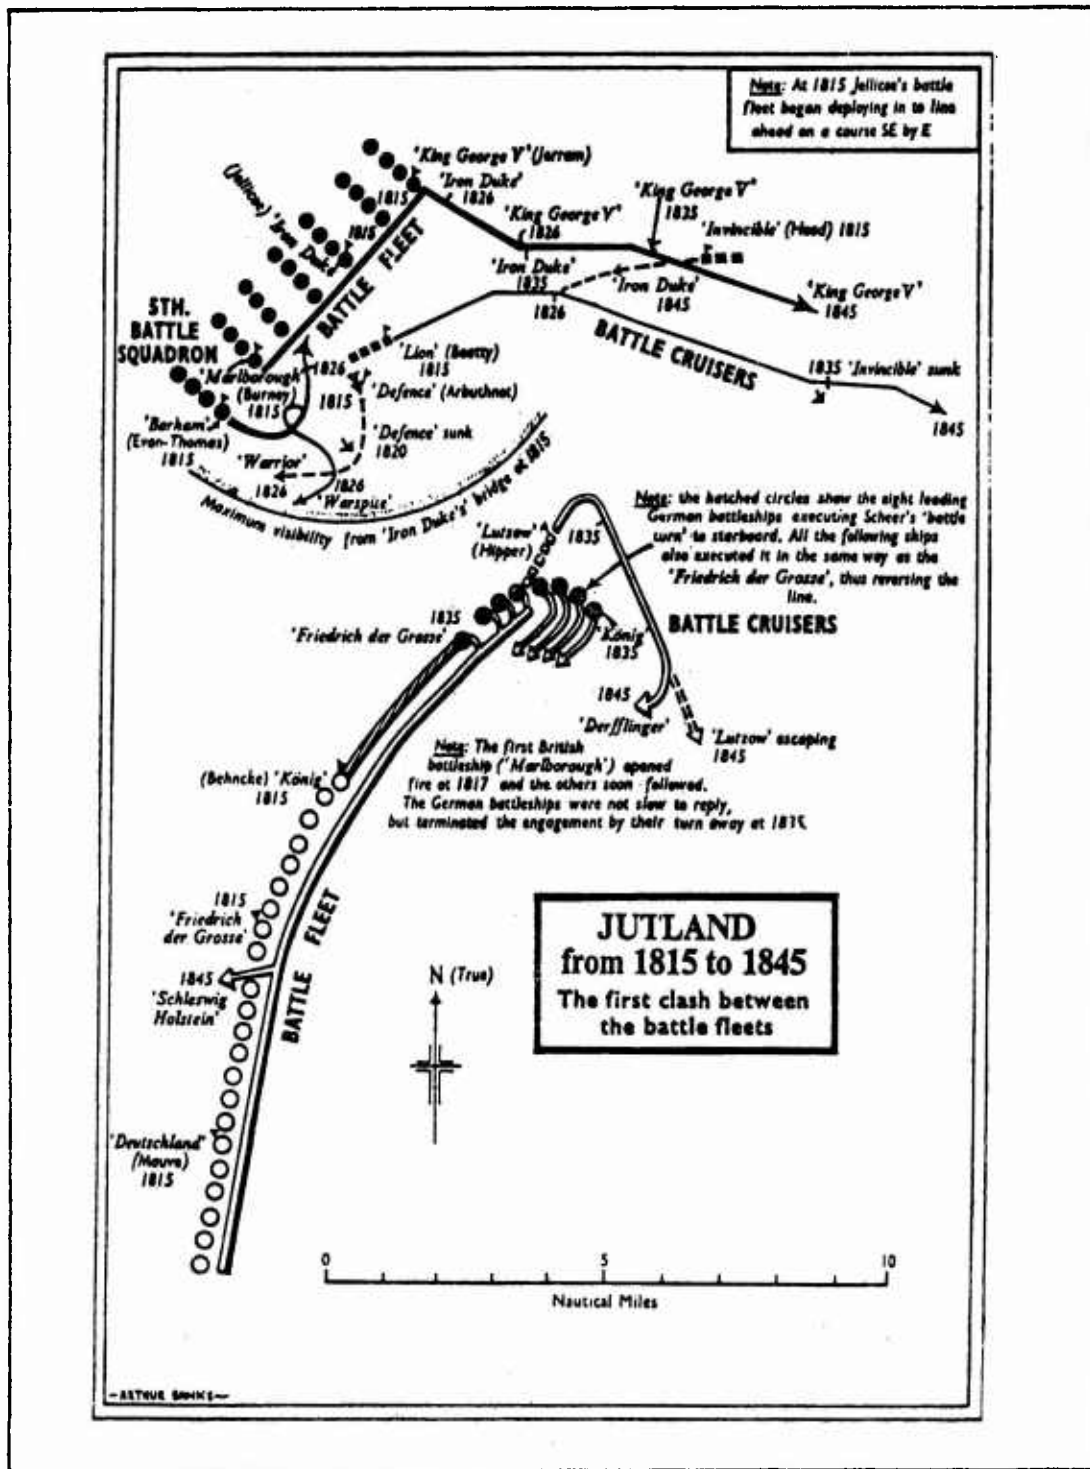 Note: At 1815 Jellicoe's battle
fleet began deploying in to line
ahead on a course SE by E
'King George V' (Jerram)
1815
'Iron Duke'
1826
(Jellicoe) 'Iron Duke'
1815
'King George V'
1826
'King George V'
1835
'Invincible' (Hood) 1815
'Iron Duke'
1835
'Iron Duke'
1845
'King George V'
1845
BATTLE FLEET
5TH.
BATTLE
SQUADRON
1826
BATTLE CRUISERS
1835 'Invincible' sunk
1845
'Lion' (Beatty)
1815
1826
'Marlborough'
(Burney)
1815
1815
'Defence' (Arbuthnot)
'Barham'
(Evan-Thomas)
1815
'Defence' sunk
1820
'Warrior'
1826
1826
'Warspite'
Maximum visibility from 'Iron Duke's' bridge at 1815
Note: the hatched circles show the eight leading
German battleships executing Scheer's 'battle
turn' to starboard. All the following ships
also executed it in the same way as the
'Friedrich der Grosse', thus reversing the
line.
'Lutzow'
(Hipper)
1835
BATTLE CRUISERS
1835
'Friedrich der Grosse'
'König'
1835
1845
'Derfflinger'
'Lutzow' escaping
1845
Note: The first British
battleship ('Marlborough') opened
fire at 1817 and the others soon followed.
The German battleships were not slow to reply,
but terminated the engagement by their turn away at 1835
(Behncke) 'König'
1815
1815
'Friedrich
der Grosse'
1845
'Schleswig
Holstein'
BATTLE FLEET
JUTLAND
from 1815 to 1845
The first clash between
the battle fleets
N (True)
'Deutschland'
(Mauve)
1815
0 5 10
Nautical Miles
—ARTHUR BANKS—